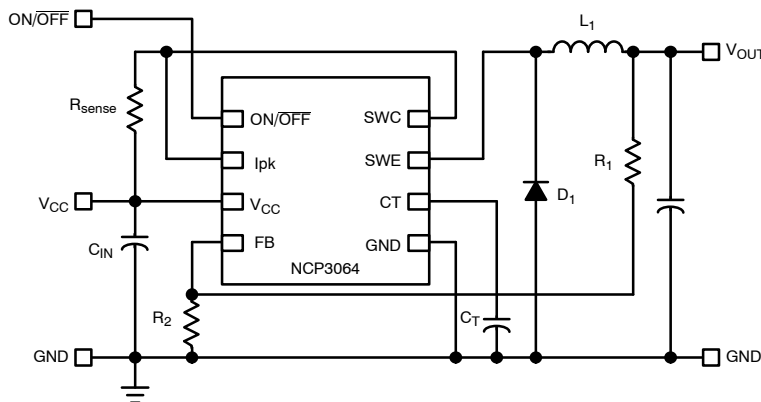 ON/OFF
L1
VOUT
Rsense
ON/OFF
SWC
Ipk
SWE
R1
VCC
VCC
CT
D1
CIN
FB
GND
NCP3064
R2
CT
GND
GND